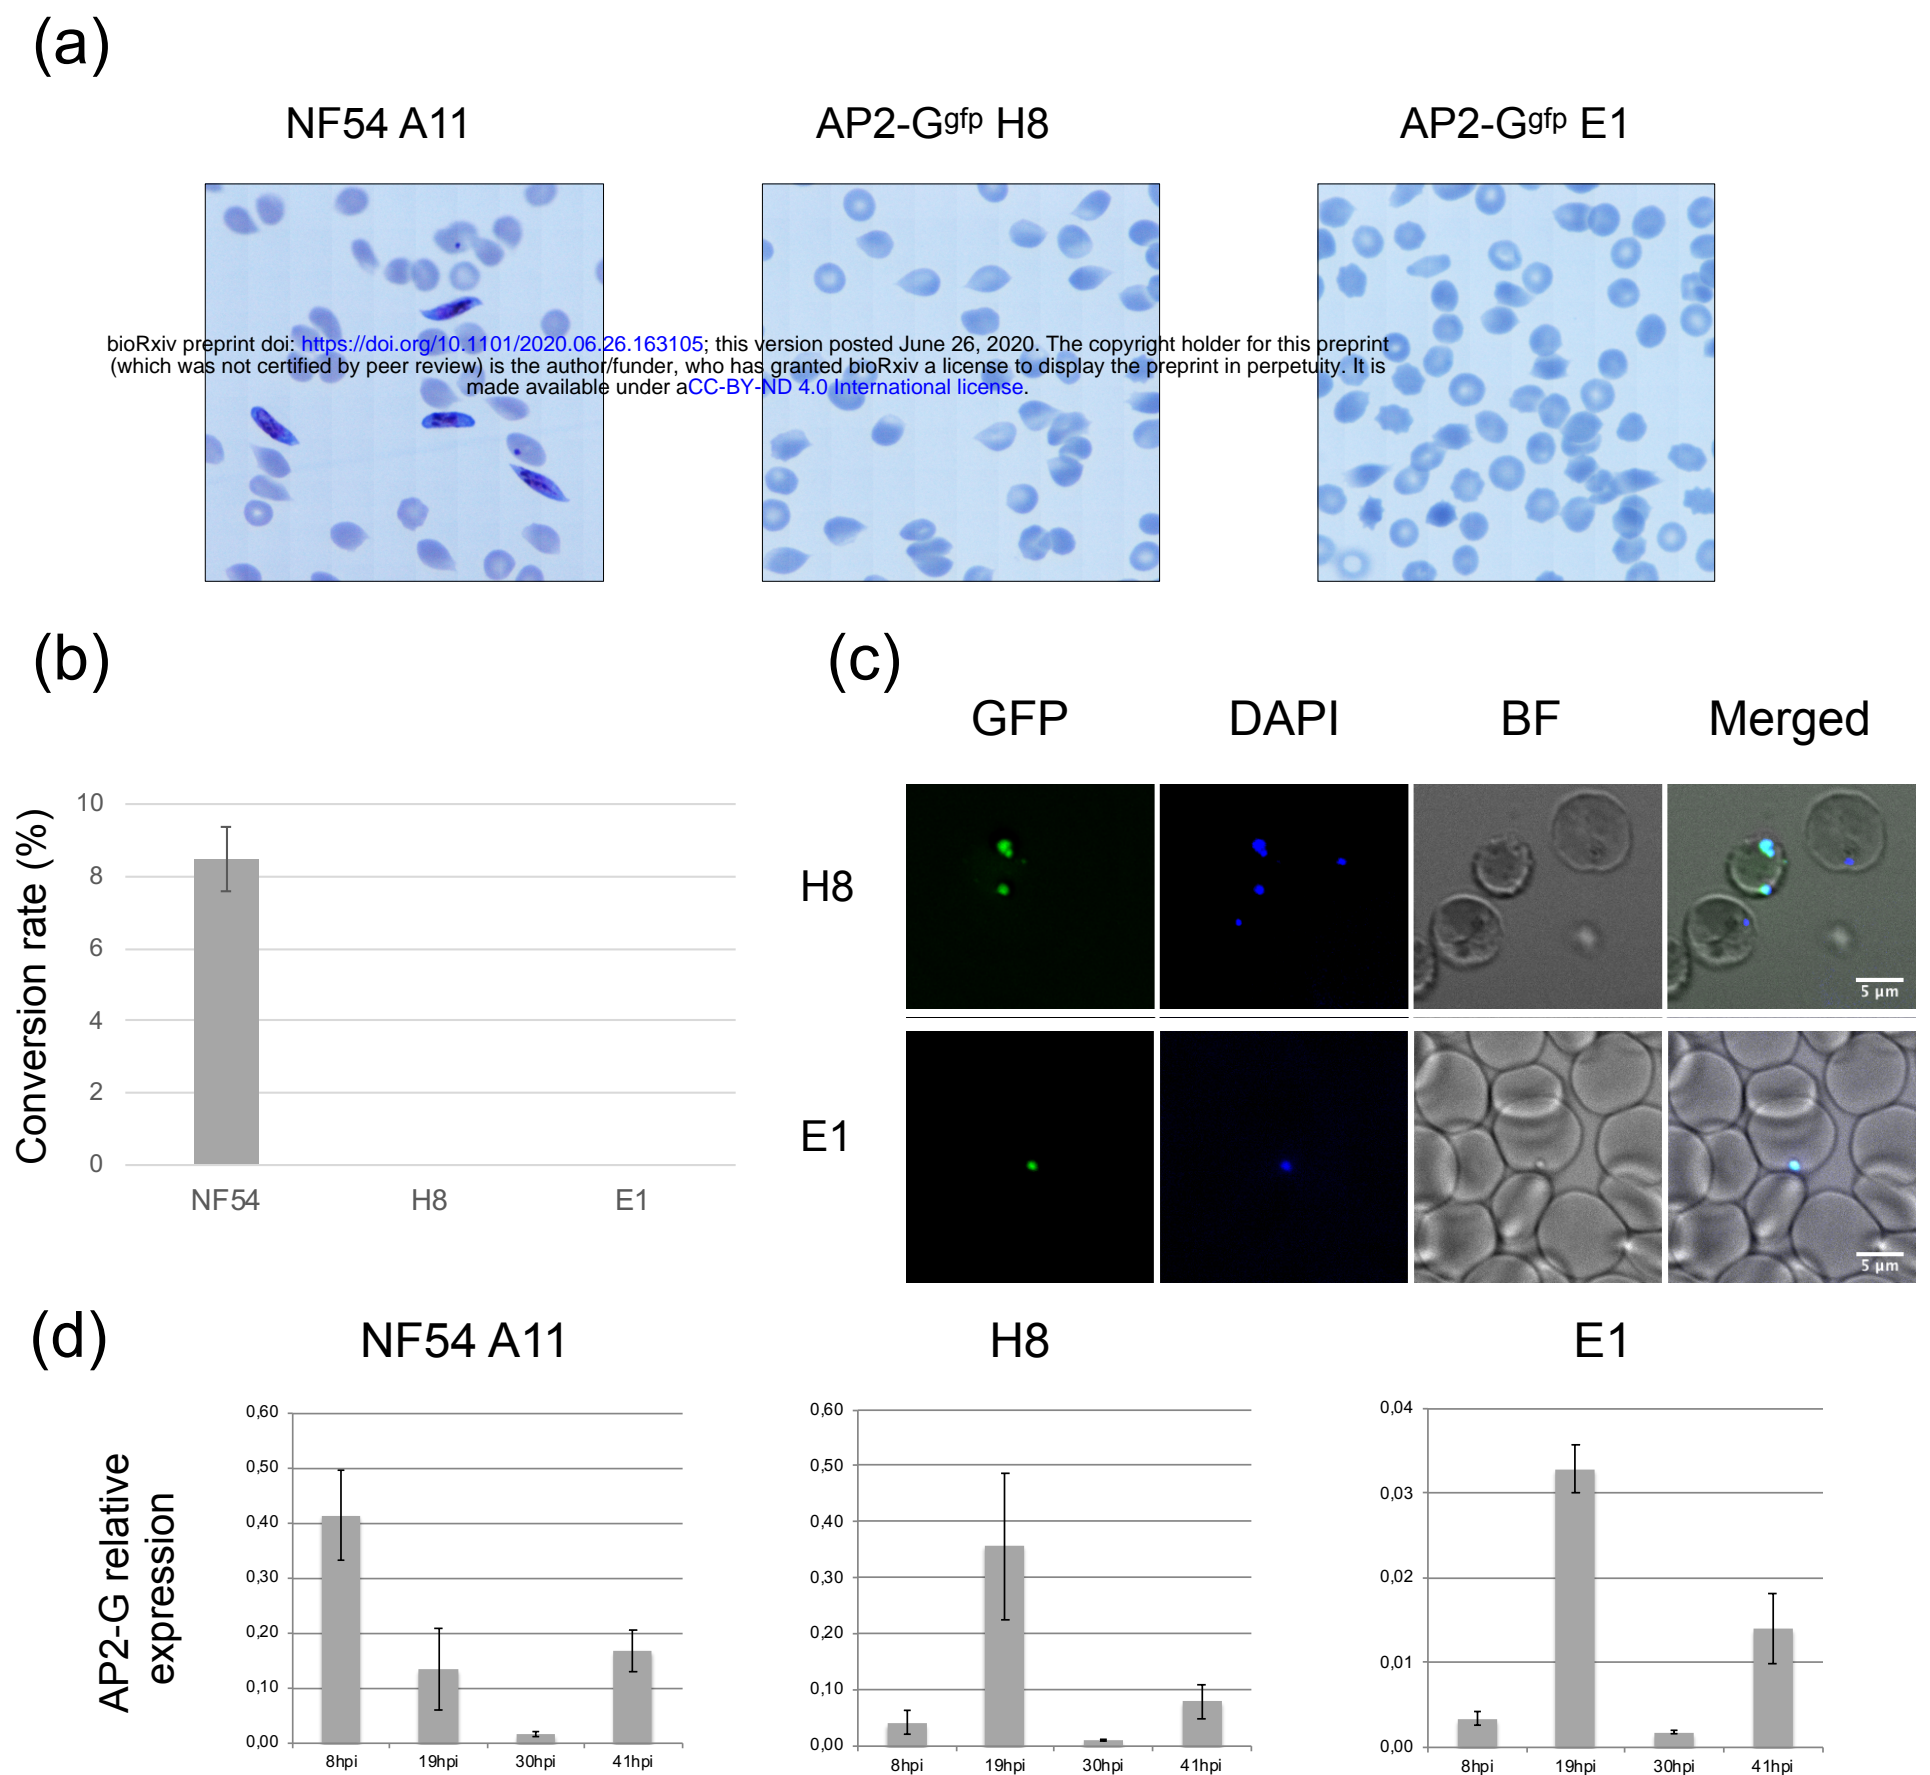 (a)
NF54 A11
AP2-Ggfp H8
AP2-Ggfp E1
bioRxiv preprint doi: https://doi.org/10.1101/2020.06.26.163105; this version posted June 26, 2020. The copyright holder for this preprint
(which was not certified by peer review) is the author/funder, who has granted bioRxiv a license to display the preprint in perpetuity. It is
made available under aCC-BY-ND 4.0 International license.
(b)
Conversion rate (%)
10
8
6
4
2
0
NF54
H8
E1
(c)
GFP
DAPI
BF
Merged
H8
5 µm
E1
5 µm
(d)
AP2-G relative
expression
NF54 A11
0,60
0,50
0,40
0,30
0,20
0,10
0,00
8hpi
19hpi
30hpi
41hpi
H8
0,60
0,50
0,40
0,30
0,20
0,10
0,00
8hpi
19hpi
30hpi
41hpi
E1
0,04
0,03
0,02
0,01
0,00
8hpi
19hpi
30hpi
41hpi